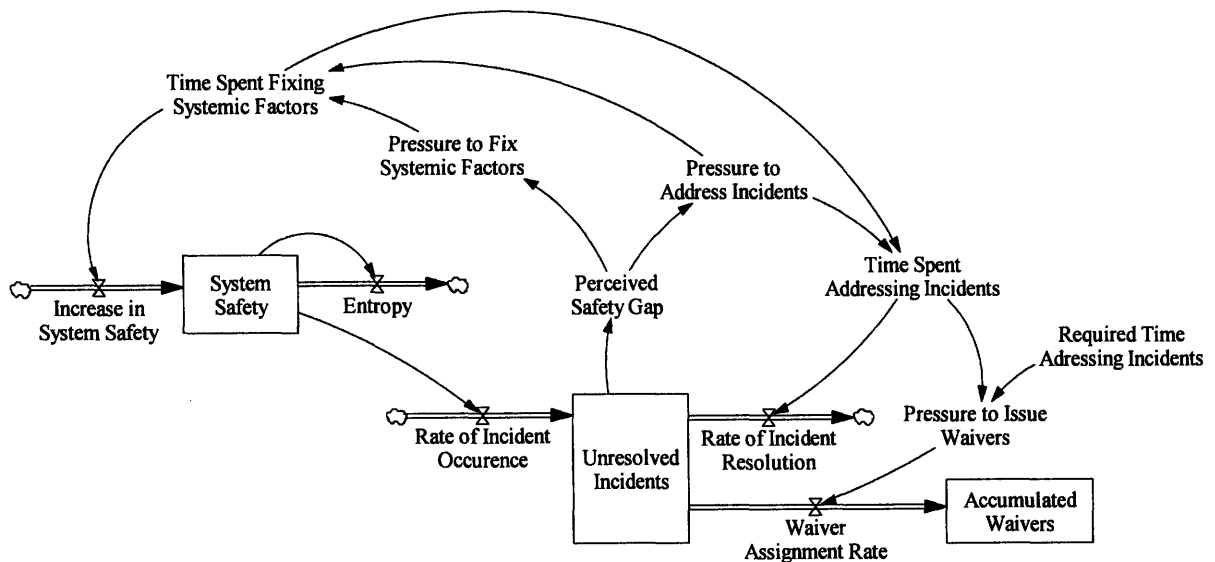 Time Spent Fixing
Systemic Factors
Pressure to Fix
Systemic Factors
Pressure to
Address Incidents
System
Safety
Increase in
System Safety
Entropy
Perceived
Safety Gap
Time Spent
Addressing Incidents
Required Time
Adressing Incidents
Rate of Incident
Occurence
Unresolved
Incidents
Rate of Incident
Resolution
Pressure to Issue
Waivers
Waiver
Assignment Rate
Accumulated
Waivers